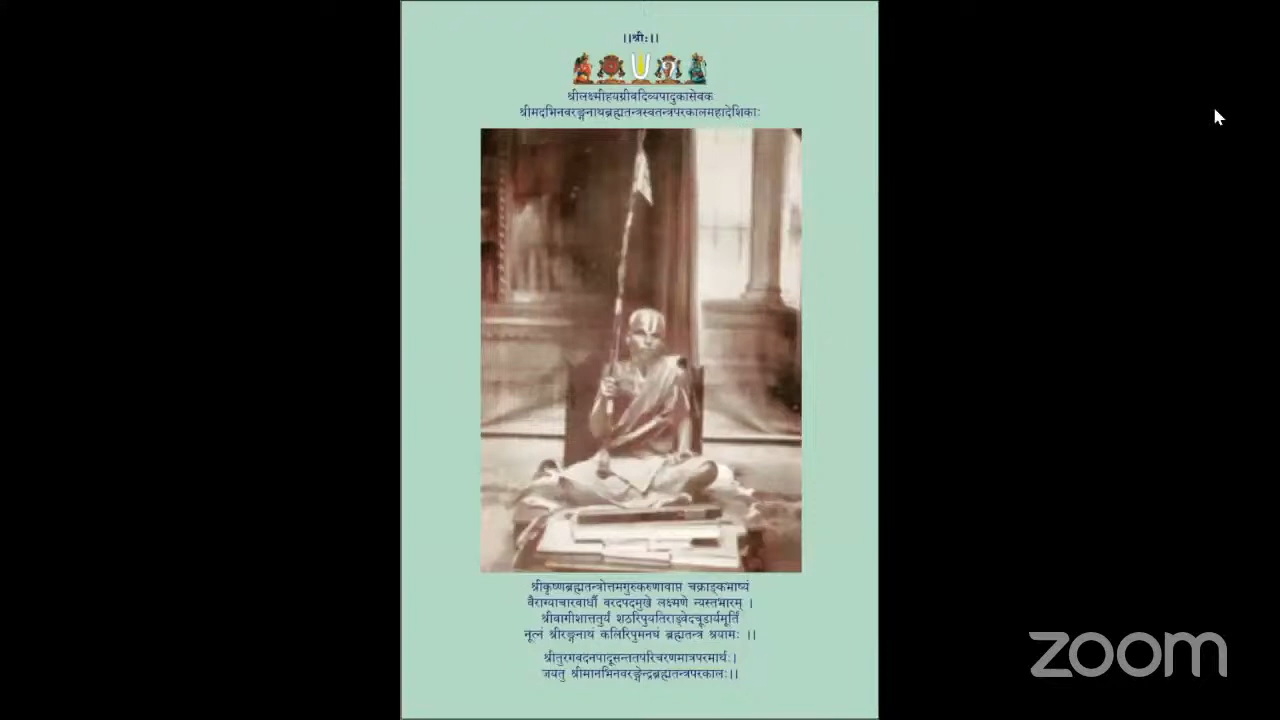 ।।श्रीः।।
श्रीलक्ष्मीहयग्रीवदिव्यपादुकासेवक
श्रीमदभिनवरङ्गनाथब्रह्मतन्त्रस्वतन्त्रपरकालमहादेशिकाः
श्रीकृष्णब्रह्मतन्त्रोत्तमगुरुकरुणावाप्त चक्राङ्कभाष्यं
वैराग्याचारवार्धौ वरदपदमुखे लक्ष्मणे न्यस्तभारम् ।
श्रीवागीशात्ततुर्यं शठरिपुयतिराड्वेदचूडार्यमूर्तिं
नूत्नं श्रीरङ्गनाथं कलिरिपुमनघं ब्रह्मतन्त्रं श्रयामः ।।
श्रीतुरगवदनपादूसन्ततपरिचरणमात्रपरमार्थः।
जयतु श्रीमानभिनवरङ्गेन्द्रब्रह्मतन्त्रपरकालः।।
zoom